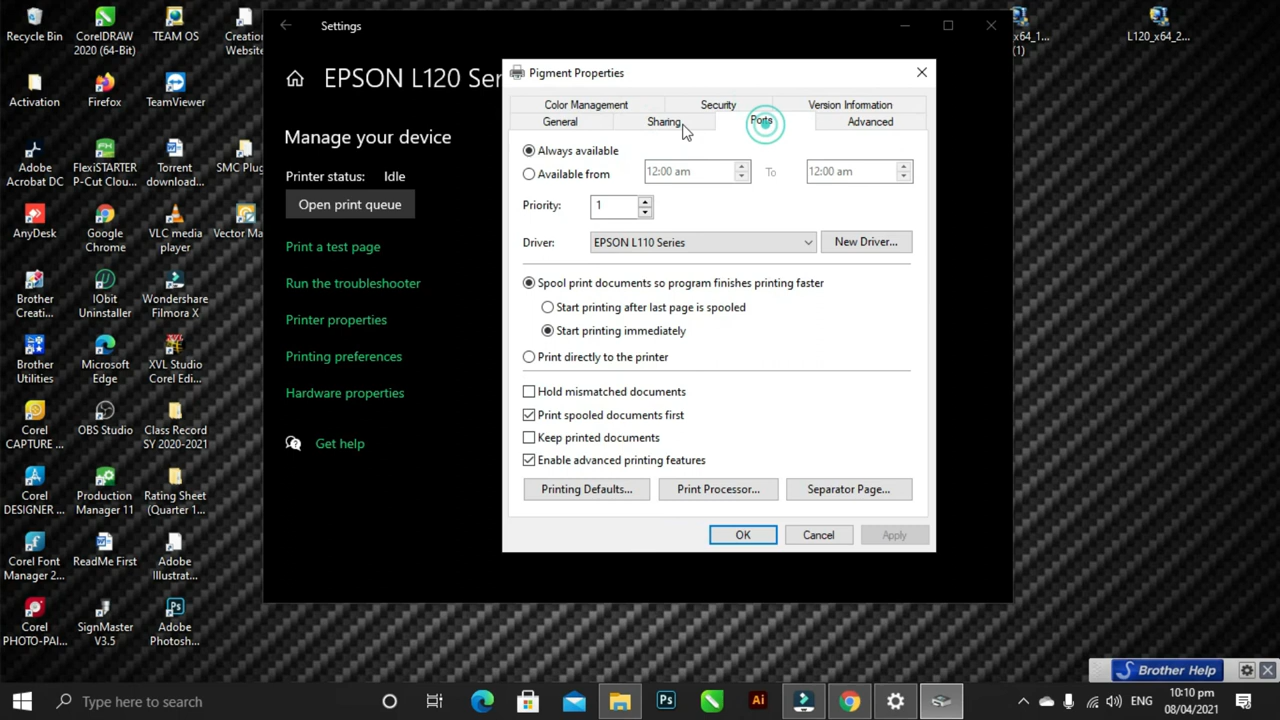 Recycle Bin
CorelDRAW
2020 (64-Bit)
TEAM OS
Creation
Website
Activation
Firefox
TeamViewer
Adobe
Acrobat DC
FlexiSTARTER
P-Cut Clou...
Torrent
download...
SMC Plug
AnyDesk
Google
Chrome
VLC media
player
Vector Ma
Brother
Creati...
IObit
Uninstaller
Wondershare
Filmora X
Brother
Utilities
Microsoft
Edge
XVL Studio
Corel Edi...
Corel
CAPTURE ...
OBS Studio
Class Record
SY 2020-2021
Corel
DESIGNER ...
Production
Manager 11
Rating Sheet
(Quarter 1...
Corel Font
Manager 2...
ReadMe First
Adobe
Illustrat...
Corel
PHOTO-PAI...
SignMaster
V3.5
Adobe
Photosh...
Settings
EPSON L120 Ser
Manage your device
Printer status: Idle
Open print queue
Print a test page
Run the troubleshooter
Printer properties
Printing preferences
Hardware properties
Get help
Pigment Properties
Color Management Security Version Information
General Sharing Ports Advanced
Always available
Available from 12:00 am To 12:00 am
Priority: 1
Driver: EPSON L110 Series New Driver...
Spool print documents so program finishes printing faster
Start printing after last page is spooled
Start printing immediately
Print directly to the printer
Hold mismatched documents
Print spooled documents first
Keep printed documents
Enable advanced printing features
Printing Defaults... Print Processor... Separator Page...
OK Cancel Apply
_x64_1...
(1)
L120_x64_2...
Brother Help
Type here to search
Ps
Ai
ENG
10:10 pm
08/04/2021